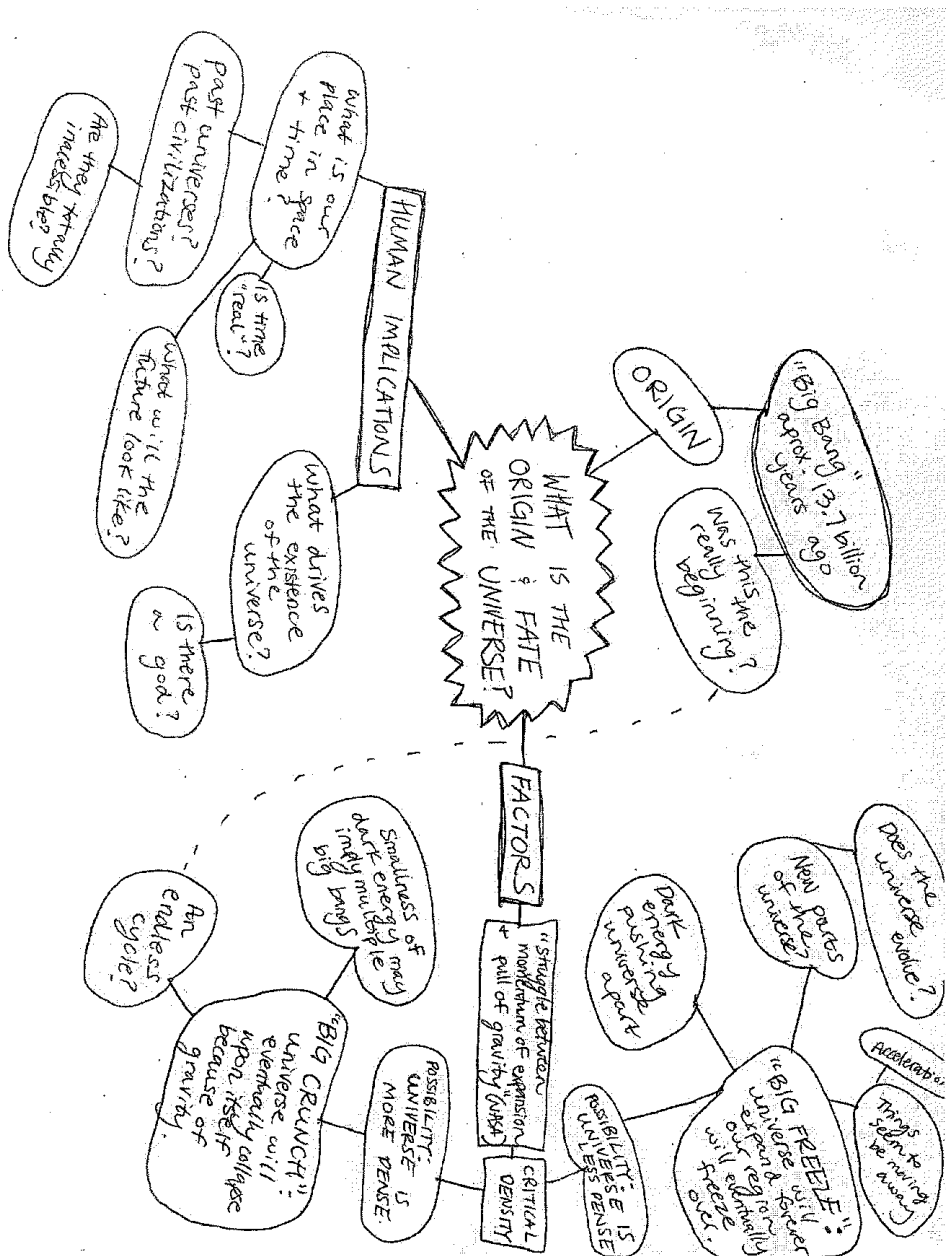 "Big Bang"
aprox. 13.7 billion
years ago
ORIGIN
Was this the
really the
beginning?
WHAT IS THE
ORIGIN & FATE
OF THE UNIVERSE?
HUMAN IMPLICATIONS
What is our
place in space
+ time?
past universes?
past civilizations?
Are they totally
inaccessible?
Is time
"real"?
What will the
future look like?
What drives
the existence
of the
universe?
Is there
a god?
FACTORS
"struggle between
momentum of expansion
+ pull of gravity" (NASA)
CRITICAL
DENSITY
POSSIBILITY:
UNIVERSE IS
LESS DENSE
"BIG FREEZE":
universe will
expand forever
our region
will eventually
freeze
over.
Things
seem to
be moving
away
Accelerati
New parts
of the
universe?
Does the
universe
evolve?
Dark
energy
pushing
universe
apart
POSSIBILITY:
UNIVERSE IS
MORE DENSE.
"BIG CRUNCH":
universe will
eventually collapse
upon itself
because of
gravity.
Smallness of
dark energy may
imply multiple
big bangs
An
endless
cycle?